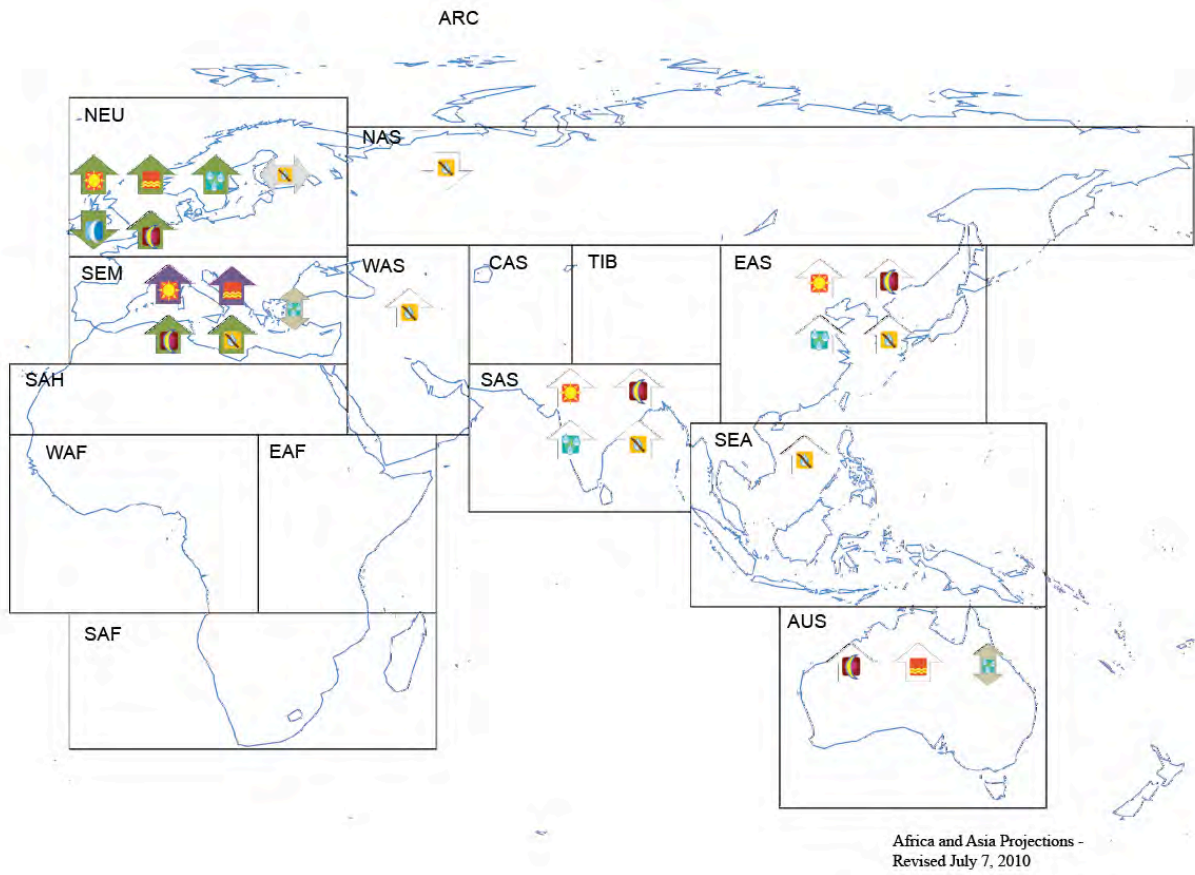 ARC
NEU
NAS
SEM
WAS
CAS
TIB
EAS
SAH
SAS
WAF
EAF
SEA
SAF
AUS
Africa and Asia Projections -
Revised July 7, 2010